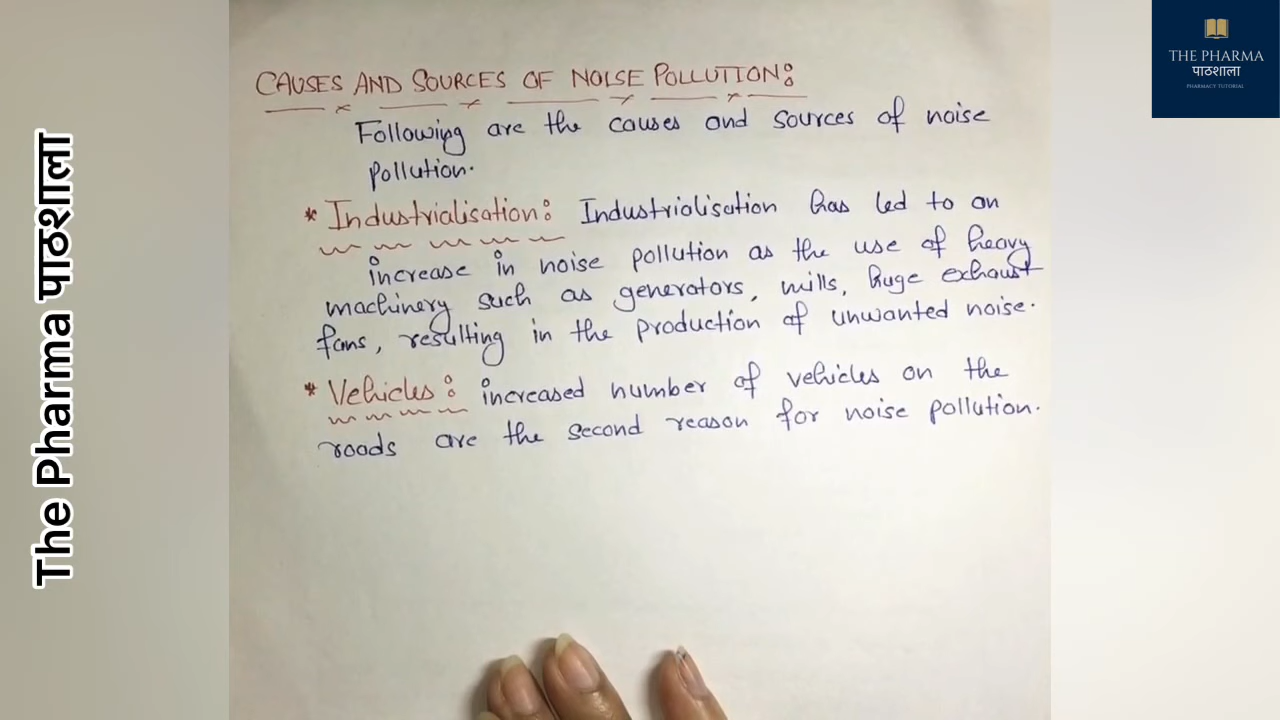 CAUSES AND SOURCES OF NOISE POLLUTION:
Following are the causes and sources of noise
pollution.
* Industrialisation: Industrialisation has led to an
increase in noise pollution as the use of heavy
machinery such as generators, mills, huge exhaust
fans, resulting in the production of unwanted noise.
* Vehicles: increased number of vehicles on the
roads are the second reason for noise pollution.
The Pharma पाठशाला
THE PHARMA
पाठशाला
PHARMACY TUTORIAL